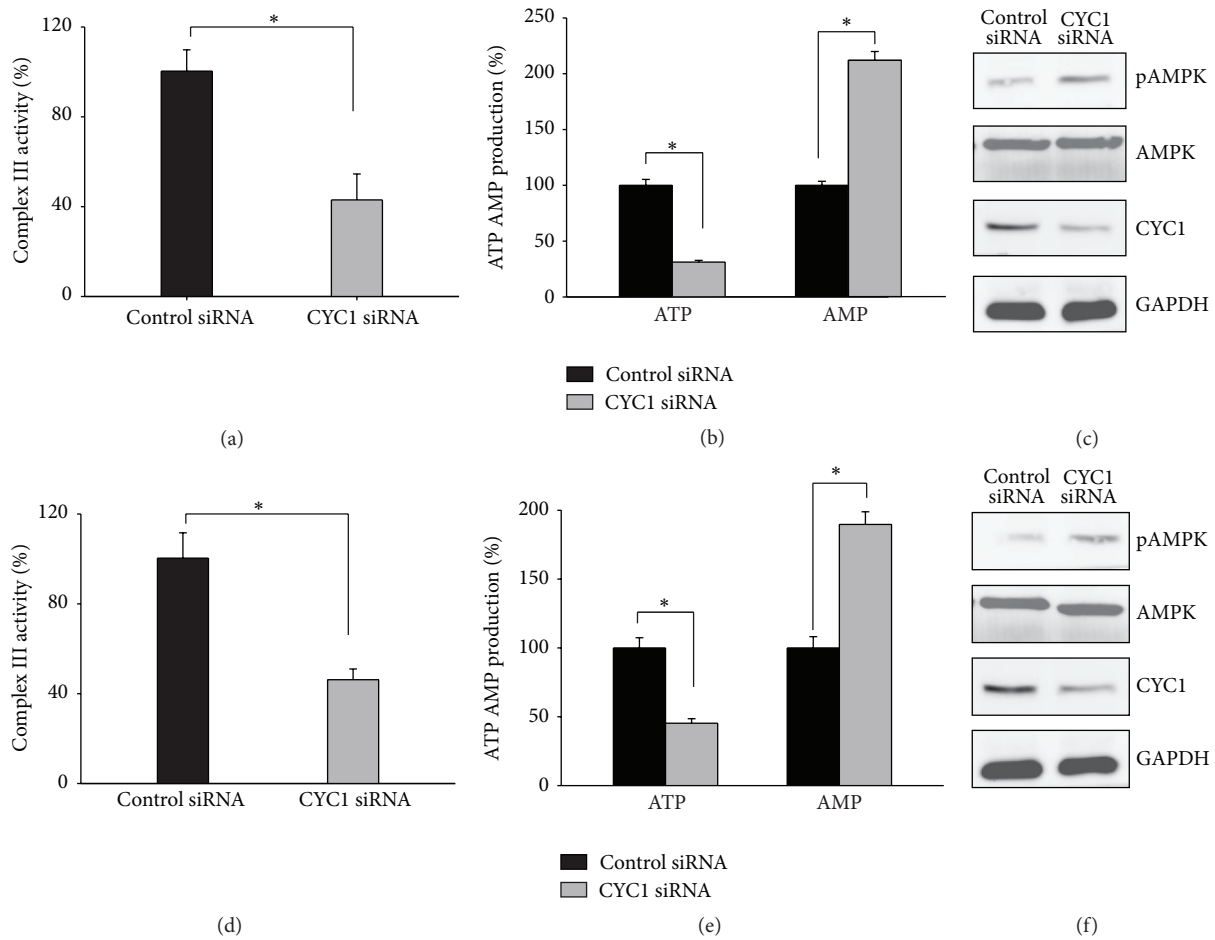 *
120
80
40
0
Complex III activity (%)
Control siRNA
CYC1 siRNA
(a)
*
*
250
200
150
100
50
0
ATP AMP production (%)
ATP
AMP
Control siRNA
CYC1 siRNA
(b)
Control siRNA
CYC1 siRNA
pAMPK
AMPK
CYC1
GAPDH
(c)
*
120
80
40
0
Complex III activity (%)
Control siRNA
CYC1 siRNA
(d)
*
*
200
150
100
50
0
ATP AMP production (%)
ATP
AMP
Control siRNA
CYC1 siRNA
(e)
Control siRNA
CYC1 siRNA
pAMPK
AMPK
CYC1
GAPDH
(f)